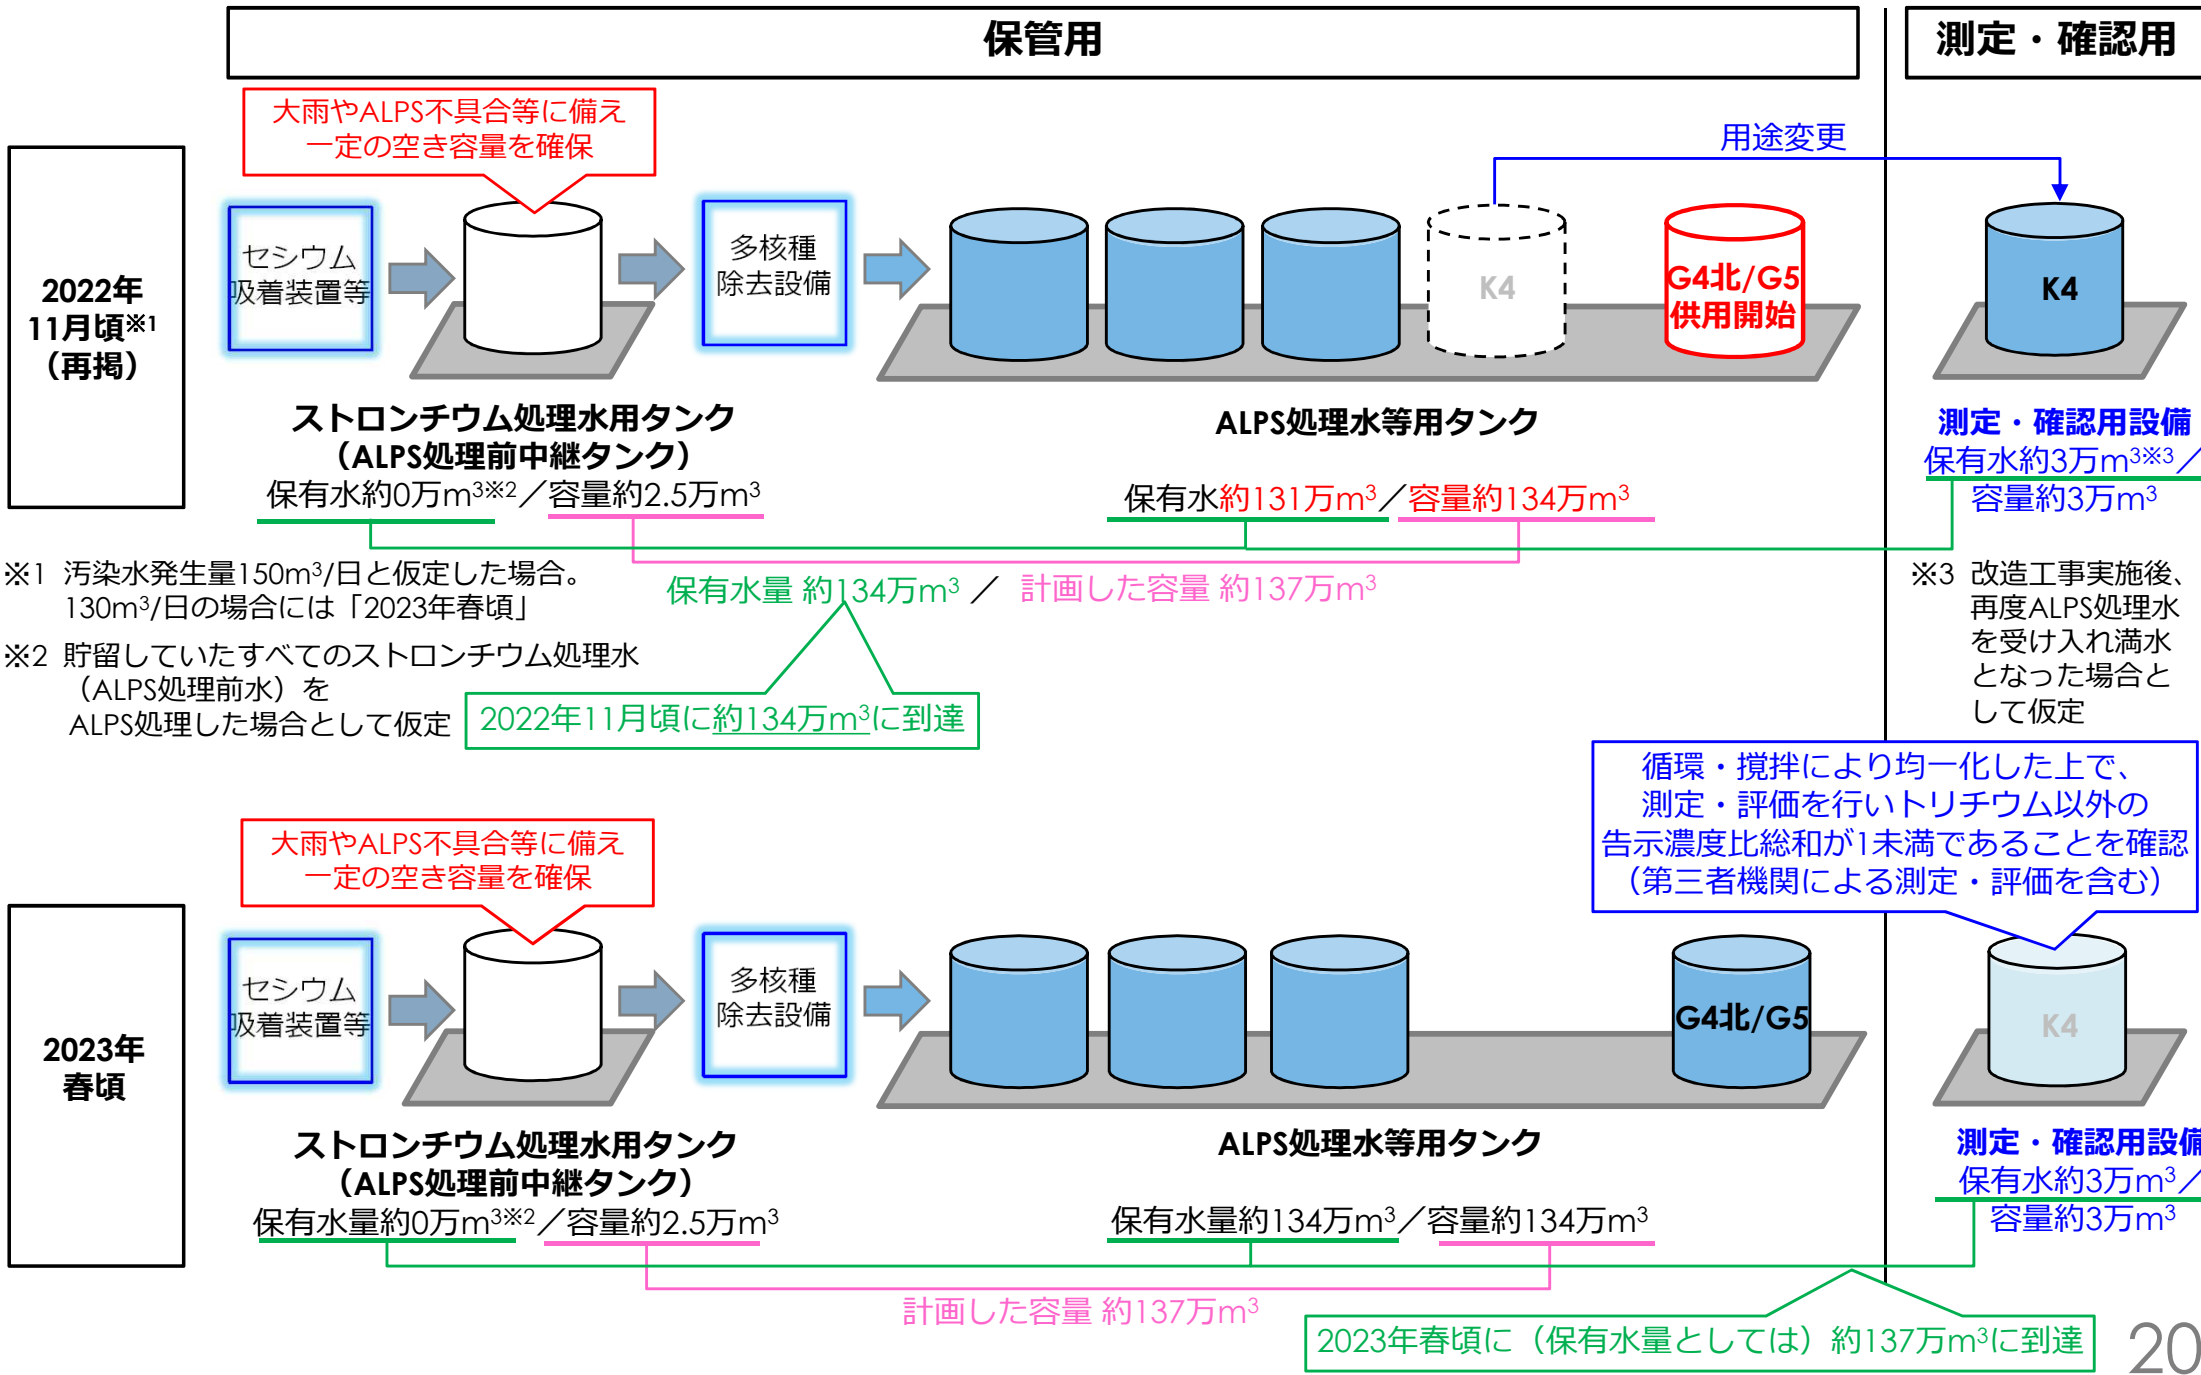 保管用
測定・確認用
大雨やALPS不具合等に備え
一定の空き容量を確保
用途変更
2022年
11月頃※1
（再掲）
セシウム
吸着装置等
多核種
除去設備
K4
G4北/G5
供用開始
K4
ストロンチウム処理水用タンク
（ALPS処理前中継タンク）
保有水約0万m³※2／容量約2.5万m³
ALPS処理水等用タンク
保有水約131万m³／容量約134万m³
測定・確認用設備
保有水約3万m³※3／
容量約3万m³
保有水量 約134万m³ ／ 計画した容量 約137万m³
※1 汚染水発生量150m³/日と仮定した場合。
130m³/日の場合には「2023年春頃」
※2 貯留していたすべてのストロンチウム処理水
（ALPS処理前水）を
ALPS処理した場合として仮定
2022年11月頃に約134万m³に到達
※3 改造工事実施後、
再度ALPS処理水
を受け入れ満水
となった場合と
して仮定
循環・撹拌により均一化した上で、
測定・評価を行いトリチウム以外の
告示濃度比総和が1未満であることを確認
（第三者機関による測定・評価を含む）
大雨やALPS不具合等に備え
一定の空き容量を確保
2023年
春頃
セシウム
吸着装置等
多核種
除去設備
G4北/G5
K4
ストロンチウム処理水用タンク
（ALPS処理前中継タンク）
保有水量約0万m³※2／容量約2.5万m³
ALPS処理水等用タンク
保有水量約134万m³／容量約134万m³
測定・確認用設備
保有水約3万m³／
容量約3万m³
計画した容量 約137万m³
2023年春頃に（保有水量としては）約137万m³に到達
20